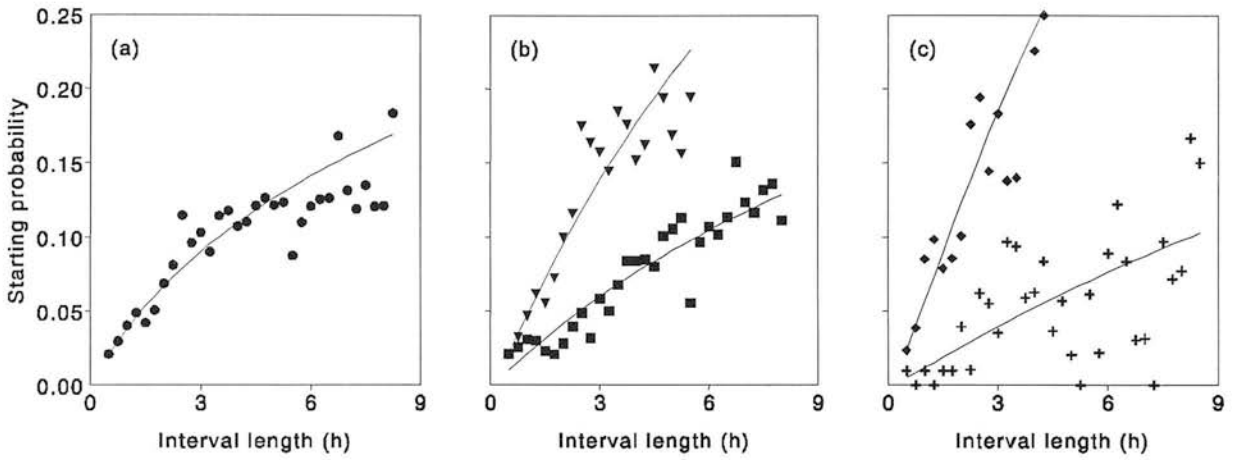 0.25
0.20
0.15
0.10
0.05
0.00
Starting probability
(a)
0 3 6 9
Interval length (h)
(b)
0 3 6 9
Interval length (h)
(c)
0 3 6 9
Interval length (h)